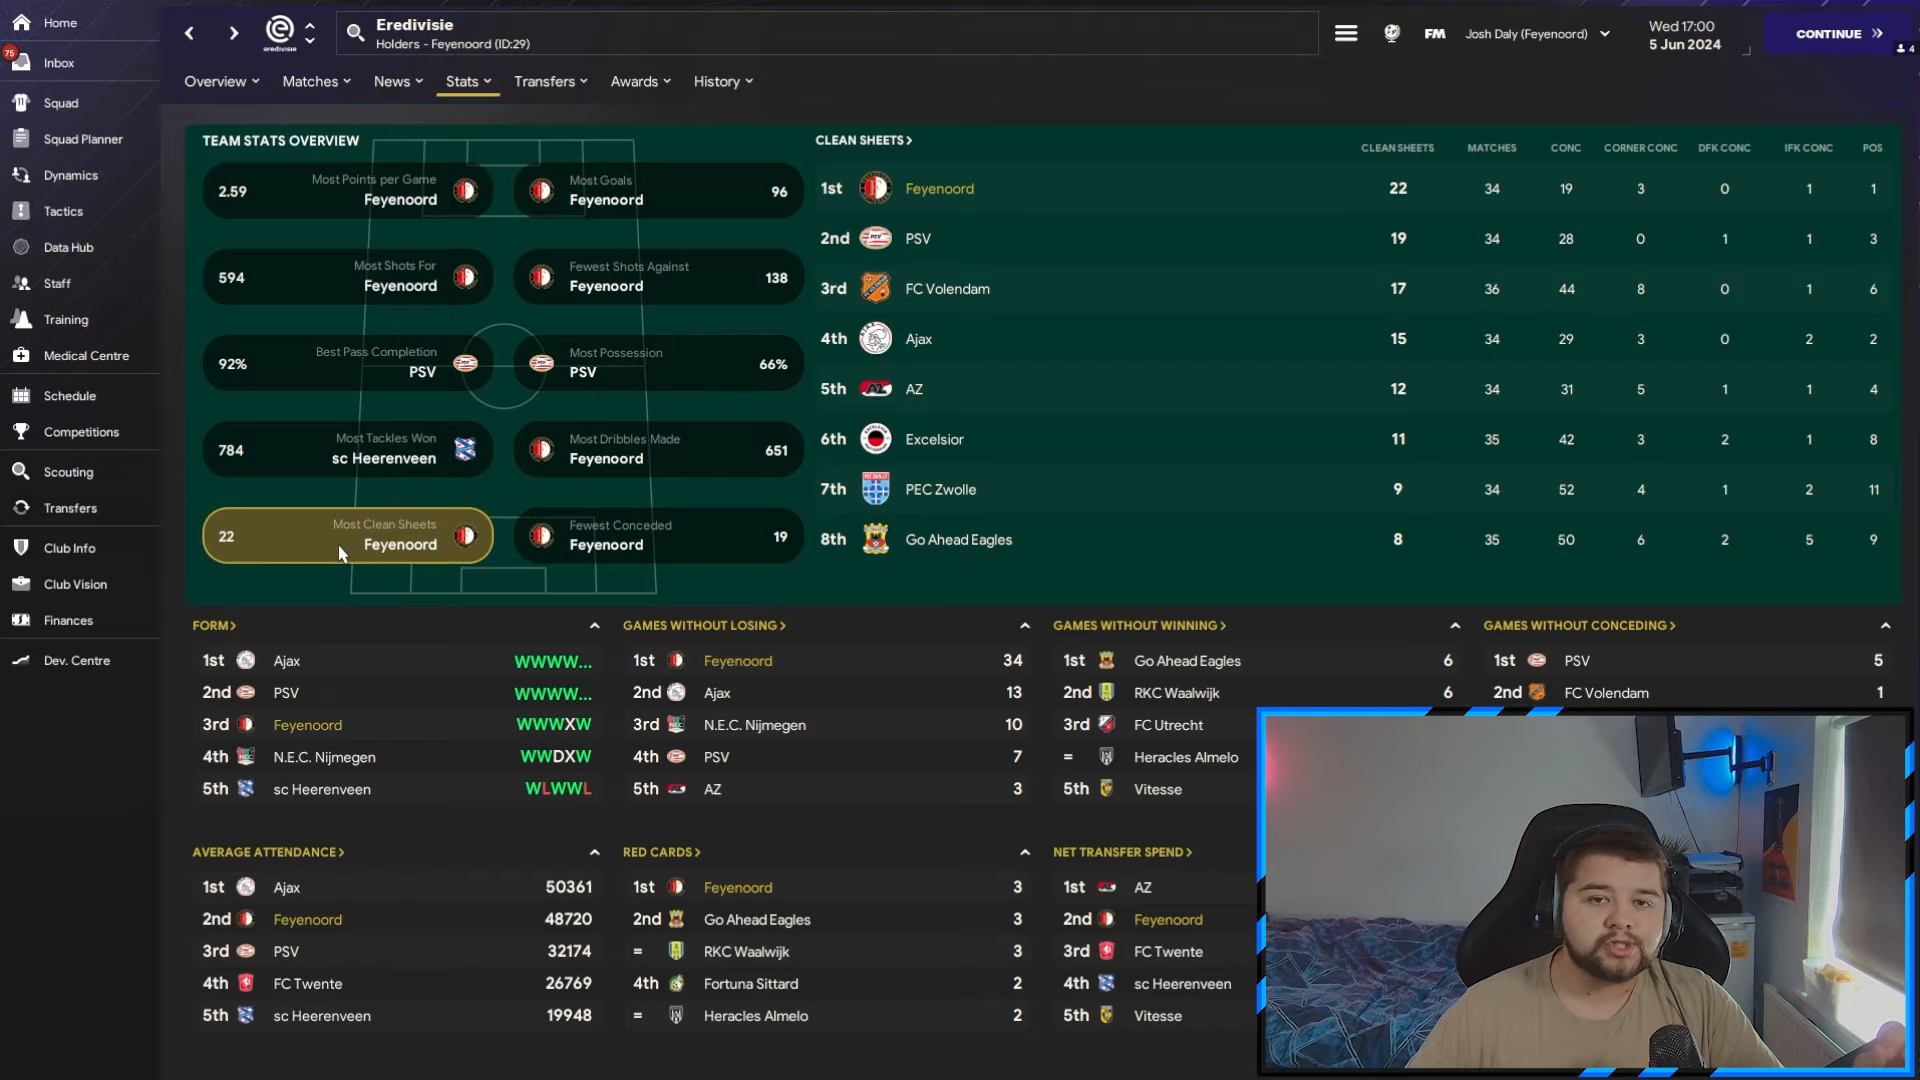 Home
75
Inbox
Squad
Squad Planner
Dynamics
Tactics
Data Hub
Staff
Training
Medical Centre
Schedule
Competitions
Scouting
Transfers
Club Info
Club Vision
Finances
Dev. Centre
eredivisie
Eredivisie
Holders - Feyenoord (ID:29)
FM
Josh Daly (Feyenoord)
Wed 17:00
5 Jun 2024
CONTINUE
4
Overview Matches News Stats Transfers Awards History
TEAM STATS OVERVIEW
2.59 Most Points per Game Feyenoord
Most Goals Feyenoord 96
594 Most Shots For Feyenoord
Fewest Shots Against Feyenoord 138
92% Best Pass Completion PSV
Most Possession PSV 66%
784 Most Tackles Won sc Heerenveen
Most Dribbles Made Feyenoord 651
22 Most Clean Sheets Feyenoord
Fewest Conceded Feyenoord 19
CLEAN SHEETS > CLEAN SHEETS MATCHES CONC CORNER CONC DFK CONC IFK CONC POS
1st Feyenoord 22 34 19 3 0 1 1
2nd PSV 19 34 28 0 1 1 3
3rd FC Volendam 17 36 44 8 0 1 6
4th Ajax 15 34 29 3 0 2 2
5th AZ 12 34 31 5 1 1 4
6th Excelsior 11 35 42 3 2 1 8
7th PEC Zwolle 9 34 52 4 1 2 11
8th Go Ahead Eagles 8 35 50 6 2 5 9
FORM >
1st Ajax WWWW...
2nd PSV WWWW...
3rd Feyenoord WWWXW
4th N.E.C. Nijmegen WWDXW
5th sc Heerenveen WLWWL
GAMES WITHOUT LOSING >
1st Feyenoord 34
2nd Ajax 13
3rd N.E.C. Nijmegen 10
4th PSV 7
5th AZ 3
GAMES WITHOUT WINNING >
1st Go Ahead Eagles 6
2nd RKC Waalwijk 6
3rd FC Utrecht
= Heracles Almelo
5th Vitesse
GAMES WITHOUT CONCEDING >
1st PSV 5
2nd FC Volendam 1
AVERAGE ATTENDANCE >
1st Ajax 50361
2nd Feyenoord 48720
3rd PSV 32174
4th FC Twente 26769
5th sc Heerenveen 19948
RED CARDS >
1st Feyenoord 3
2nd Go Ahead Eagles 3
= RKC Waalwijk 3
4th Fortuna Sittard 2
= Heracles Almelo 2
NET TRANSFER SPEND >
1st AZ
2nd Feyenoord
3rd FC Twente
4th sc Heerenveen
5th Vitesse